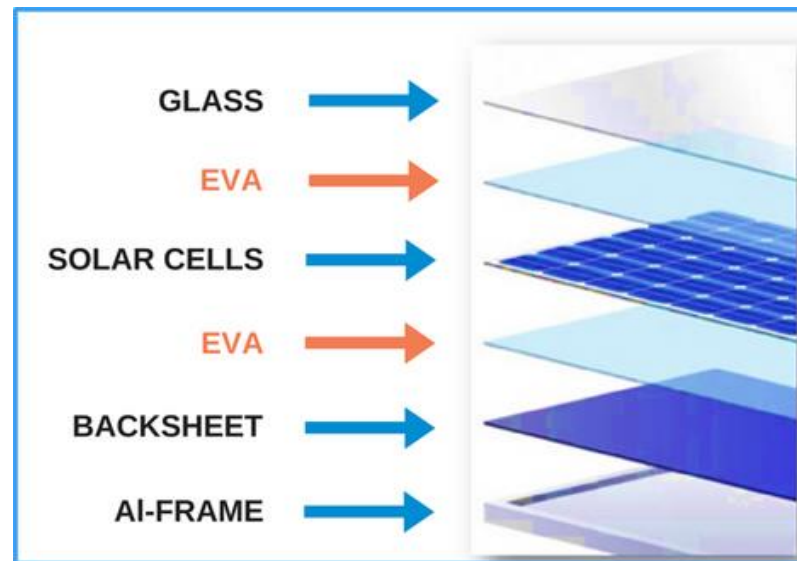 GLASS
EVA
SOLAR CELLS
EVA
BACKSHEET
Al-FRAME